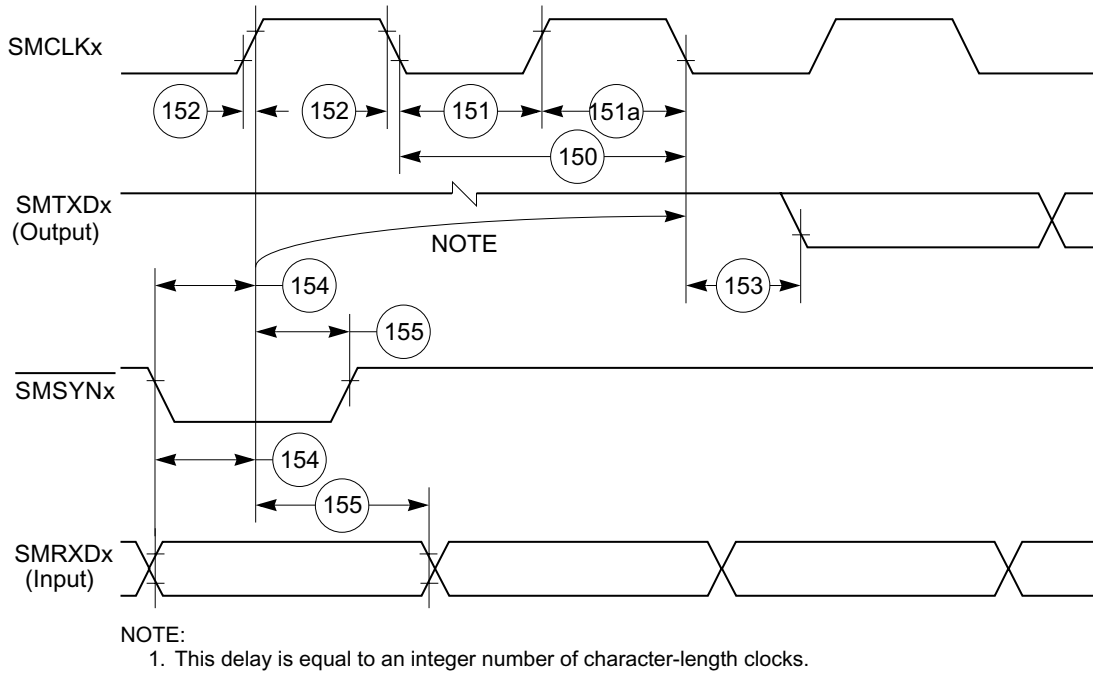 SMCLKx
152
152
151
151a
150
SMTXDx
(Output)
NOTE
154
153
155
SMSYNx
154
155
SMRXDx
(Input)
NOTE:
1. This delay is equal to an integer number of character-length clocks.